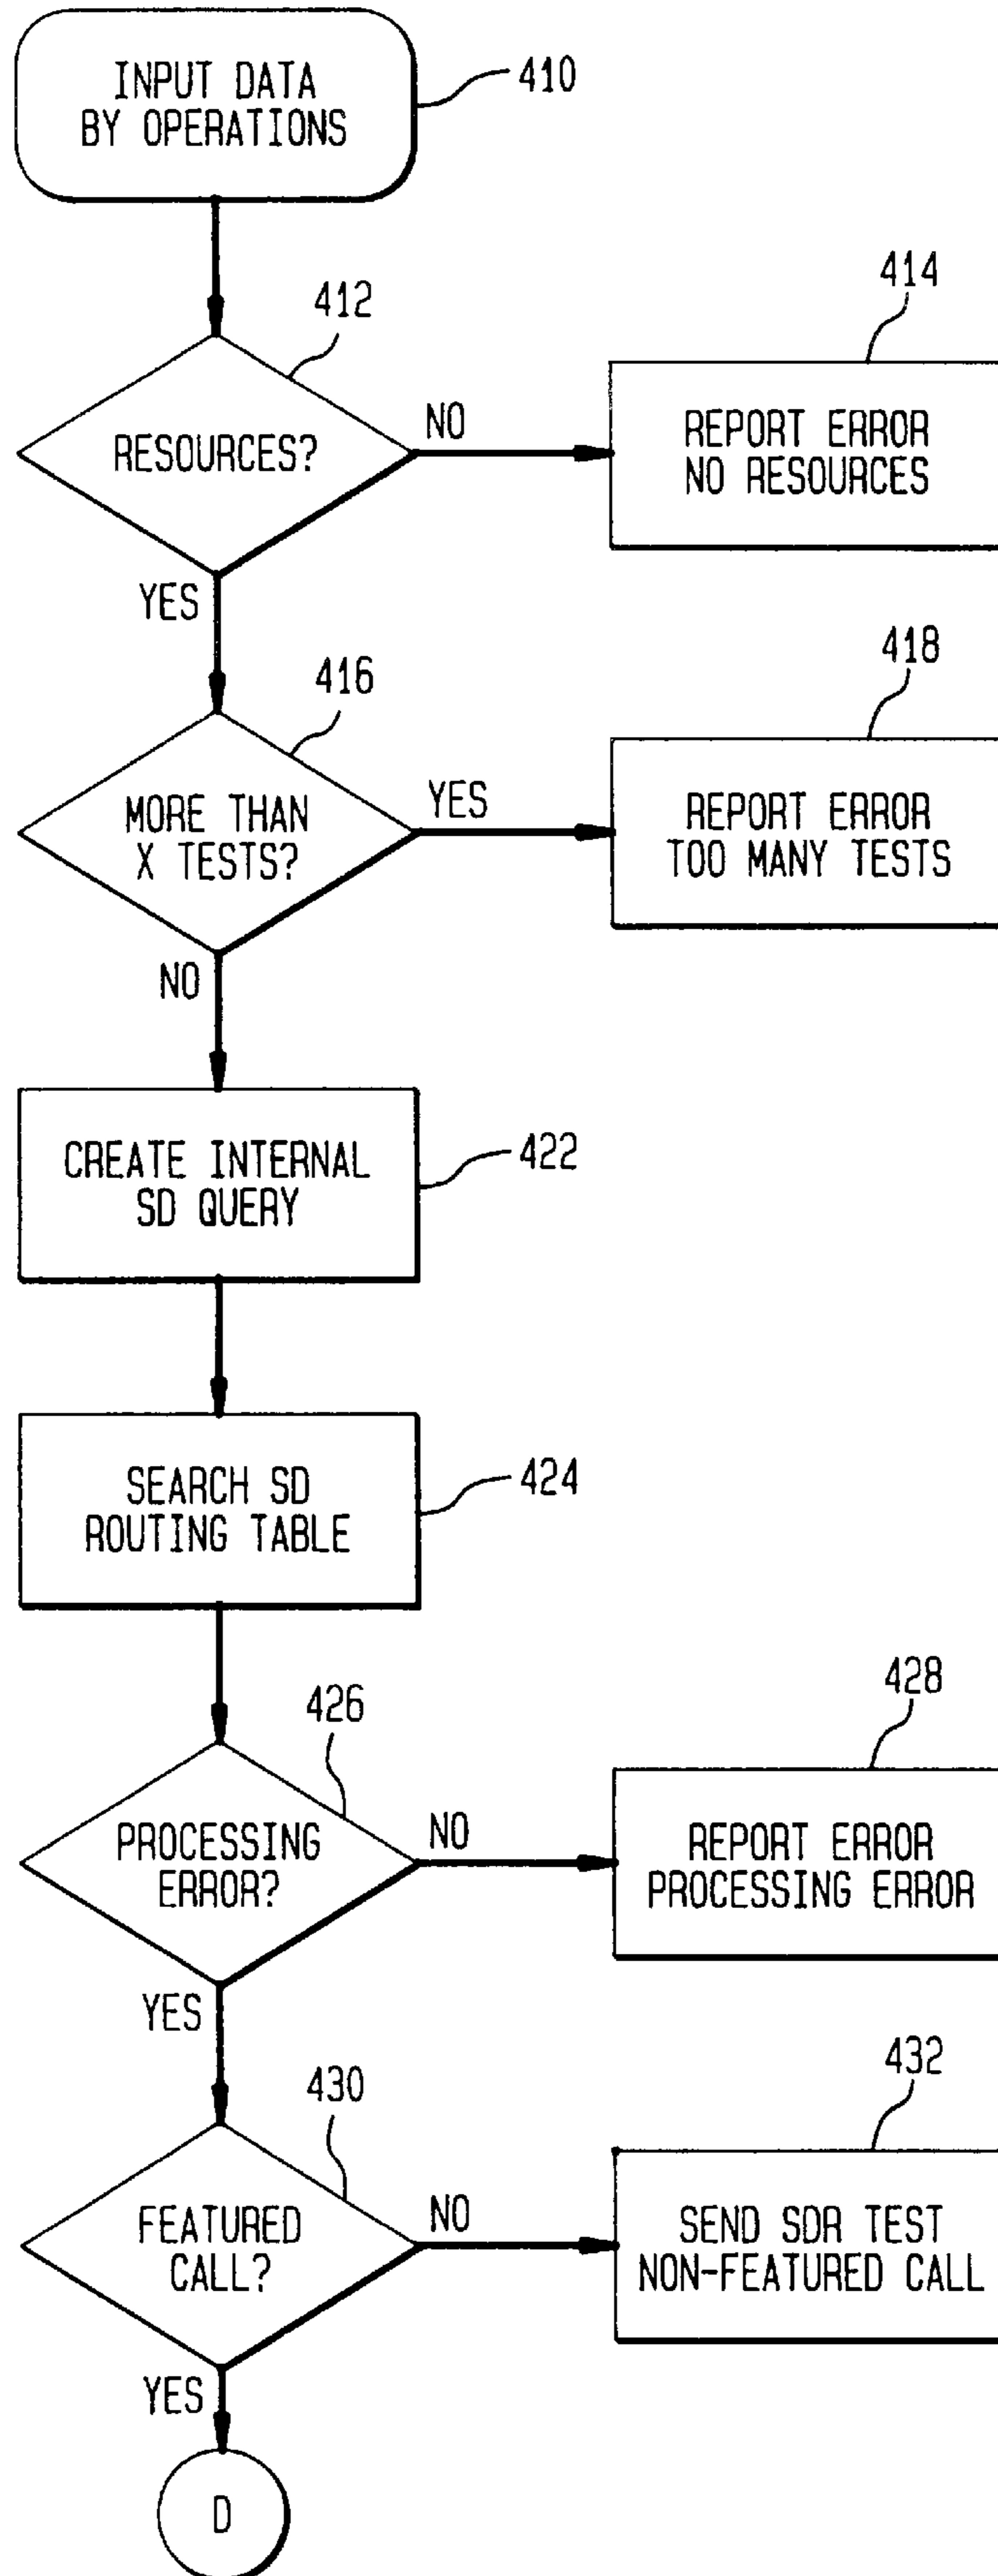 INPUT DATA
BY OPERATIONS
410
412
414
RESOURCES?
NO
REPORT ERROR
NO RESOURCES
YES
416
418
MORE THAN
X TESTS?
YES
REPORT ERROR
TOO MANY TESTS
NO
CREATE INTERNAL
SD QUERY
422
SEARCH SD
ROUTING TABLE
424
426
428
PROCESSING
ERROR?
NO
REPORT ERROR
PROCESSING ERROR
YES
430
432
FEATURED
CALL?
NO
SEND SDR TEST
NON-FEATURED CALL
YES
D